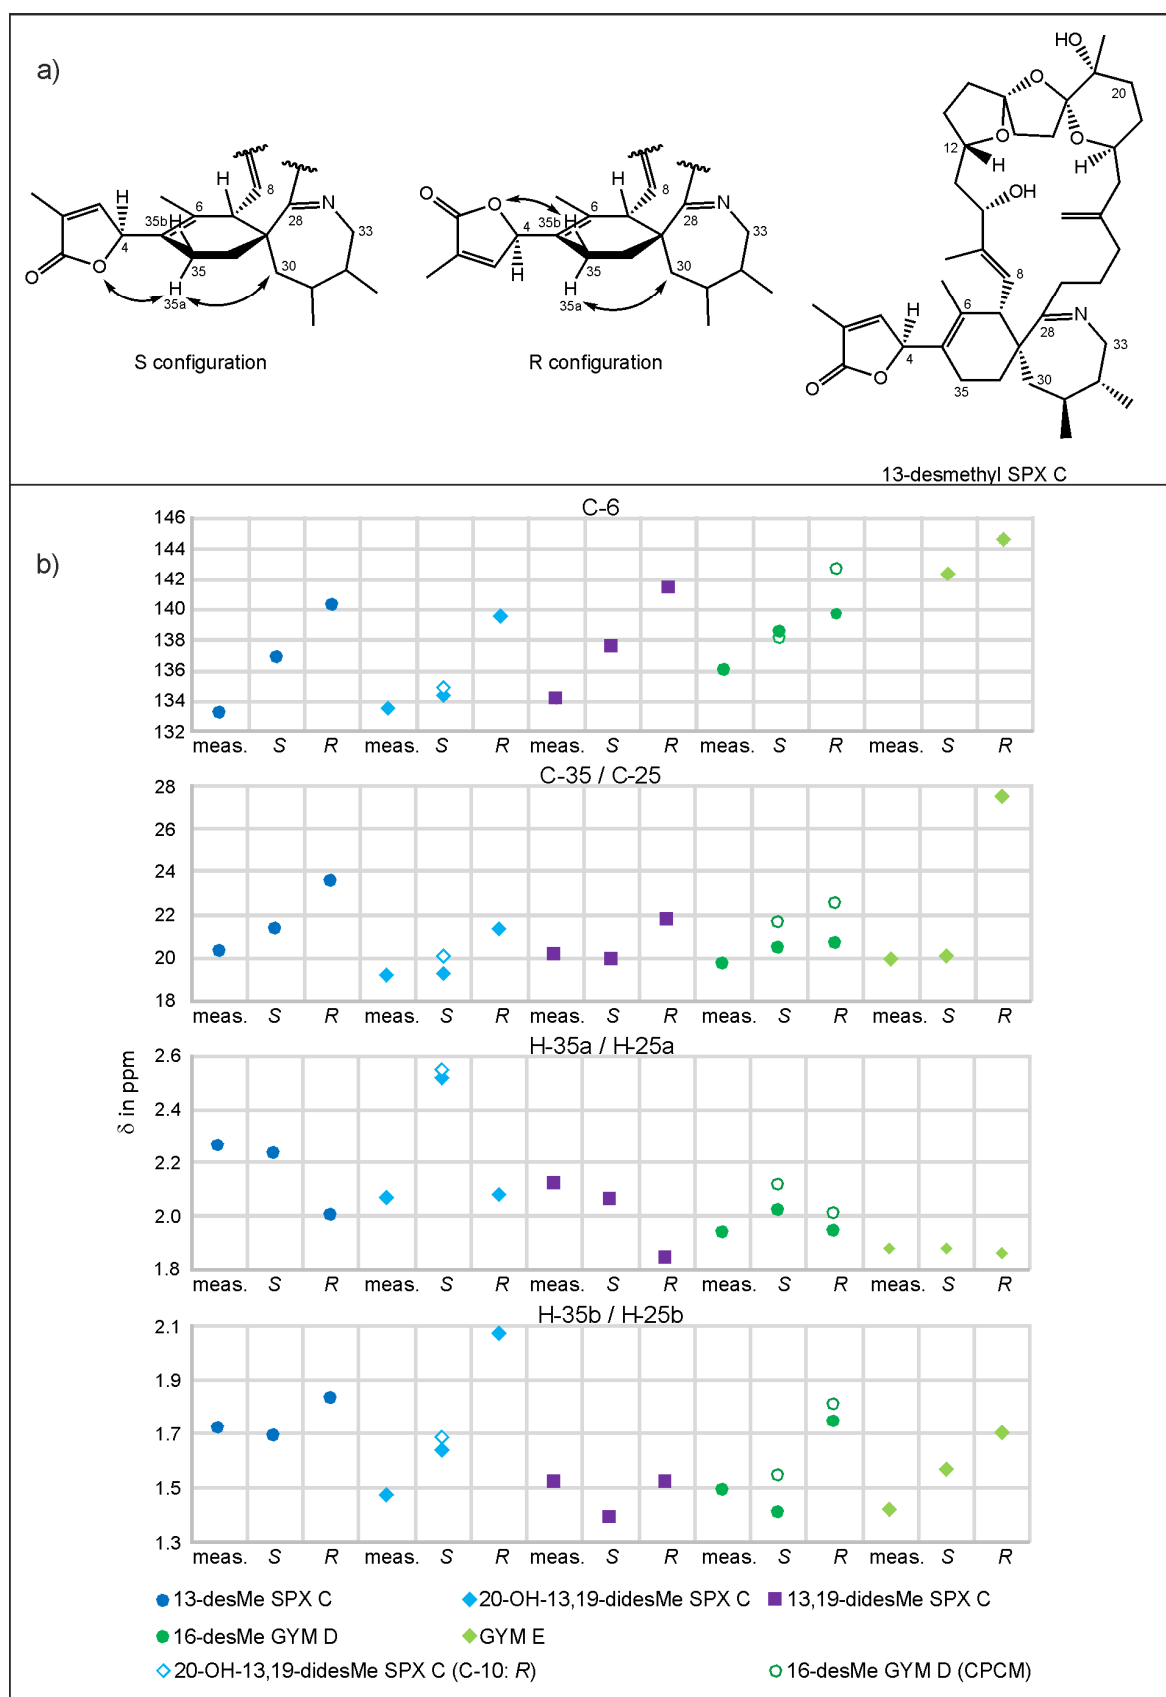 a)
HO
O
20
O
O
12
H
H
OH
8
6
28
N
33
30
35
4
H
O
O
13-desmethyl SPX C
H
H
6
8
28
N
33
30
35b
H
35
H
35a
4
O
O
S configuration
O
O
H
6
8
28
N
33
30
35b
H
35
H
35a
4
H
R configuration
b)
δ in ppm
C-6
146
144
142
140
138
136
134
132
meas. S R meas. S R meas. S R meas. S R meas. S R
C-35 / C-25
28
26
24
22
20
18
meas. S R meas. S R meas. S R meas. S R meas. S R
H-35a / H-25a
2.6
2.4
2.2
2.0
1.8
meas. S R meas. S R meas. S R meas. S R meas. S R
H-35b / H-25b
2.1
1.9
1.7
1.5
1.3
meas. S R meas. S R meas. S R meas. S R meas. S R
13-desMe SPX C 20-OH-13,19-didesMe SPX C 13,19-didesMe SPX C
16-desMe GYM D GYM E
20-OH-13,19-didesMe SPX C (C-10: R) 16-desMe GYM D (CPCM)